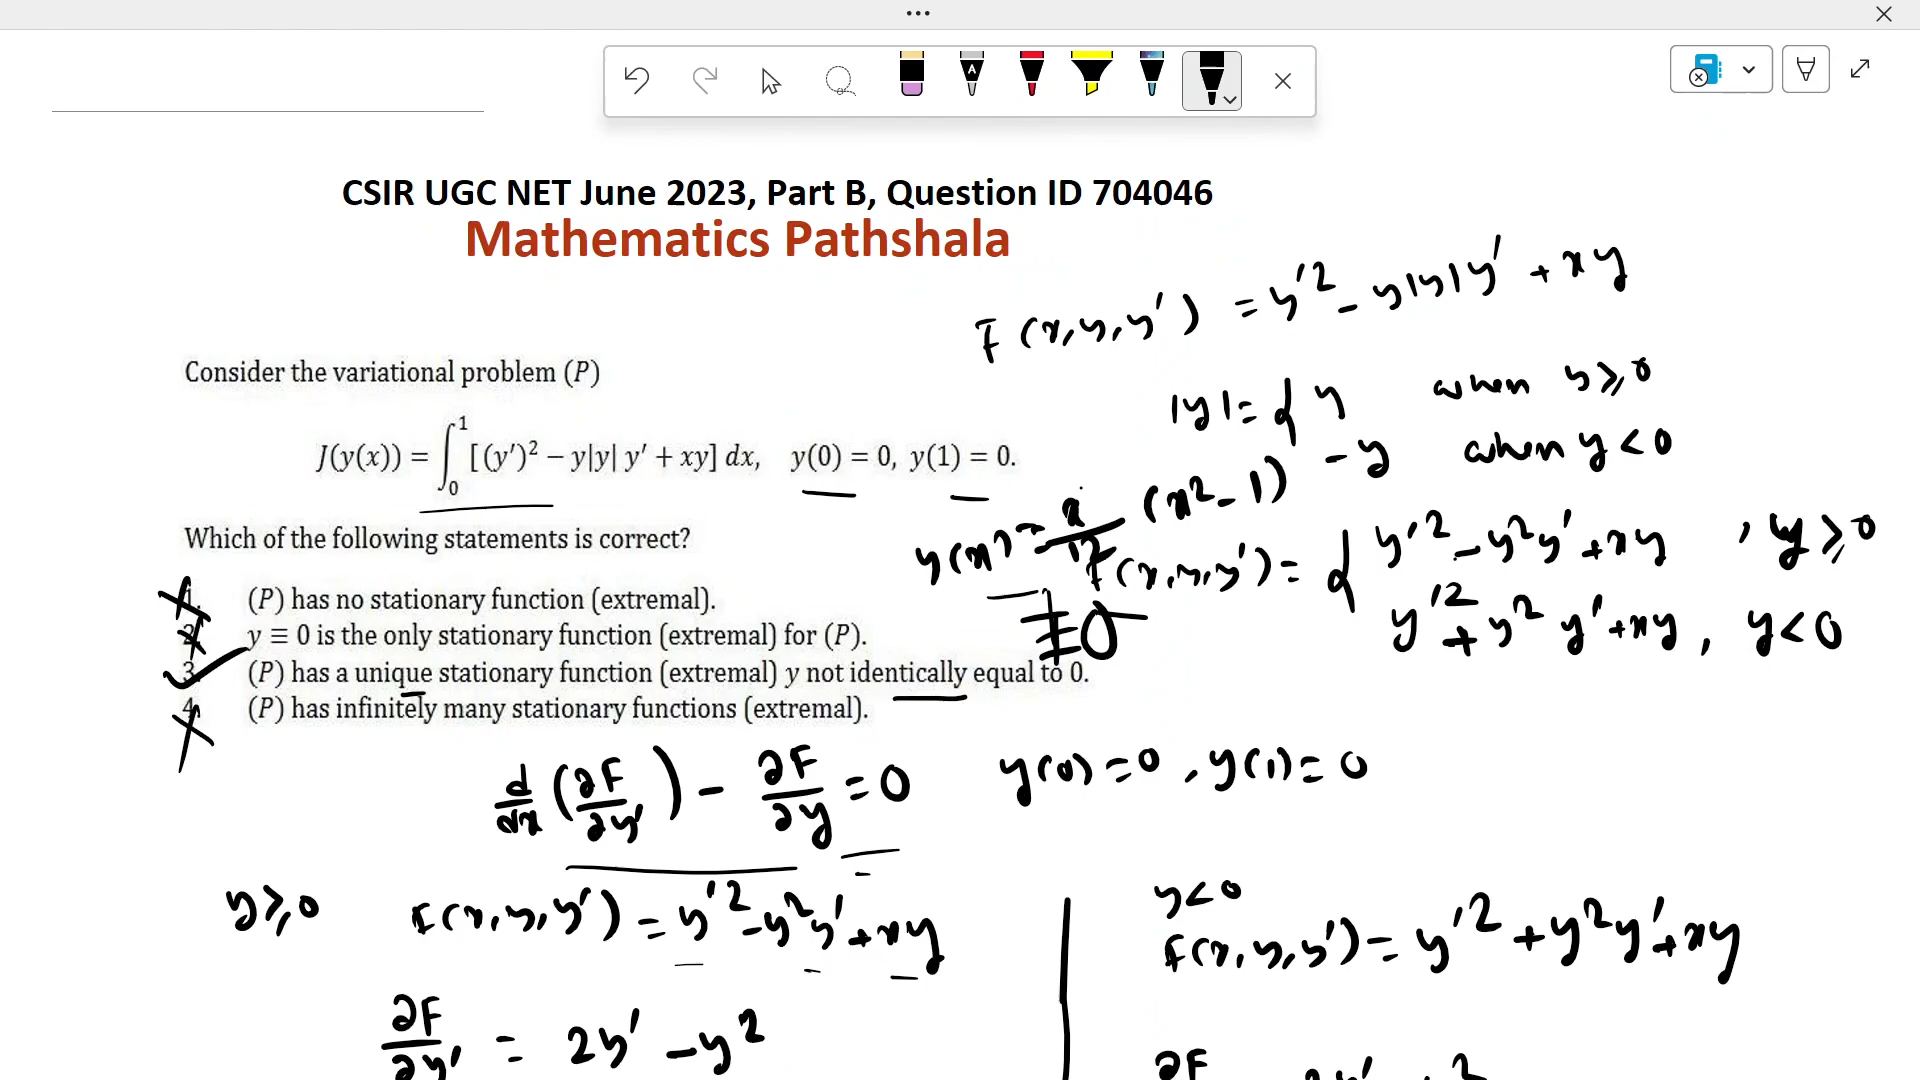 CSIR UGC NET June 2023, Part B, Question ID 704046
Mathematics Pathshala
F(x,y,y') = y'2 - y|y|y' + xy
Consider the variational problem (P)
|y| = { y when y ≥ 0
-y when y < 0
J(y(x)) = ∫₀¹ [(y')² − y|y| y′ + xy] dx, y(0) = 0, y(1) = 0.
y(x) = x/12 (x2 - 1)
≢ 0
F(x,y,y') = { y'2 - y2y' + xy , y ≥ 0
y'2 + y2 y' + xy , y < 0
Which of the following statements is correct?
1. (P) has no stationary function (extremal).
2. y ≡ 0 is the only stationary function (extremal) for (P).
3. (P) has a unique stationary function (extremal) y not identically equal to 0.
4. (P) has infinitely many stationary functions (extremal).
d/dx (∂F/∂y') - ∂F/∂y = 0 y(0) = 0 , y(1) = 0
y ≥ 0 F(x,y,y') = y'2 - y2y' + xy
y < 0
F(x,y,y') = y'2 + y2y' + xy
∂F/∂y' = 2y' - y2
∂F